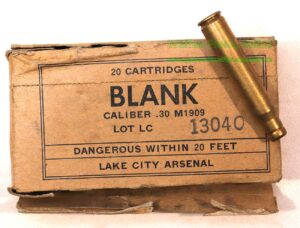 20 CARTRIDGES
BLANK
CALIBER .30 M1909
LOT LC 13040
DANGEROUS WITHIN 20 FEET
LAKE CITY ARSENAL